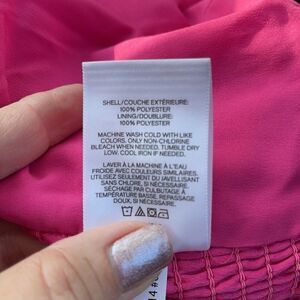 SHELL/COUCHE EXTÉRIEURE:
100% POLYESTER
LINING/DOUBLURE:
100% POLYESTER
MACHINE WASH COLD WITH LIKE
COLORS. ONLY NON-CHLORINE
BLEACH WHEN NEEDED. TUMBLE DRY
LOW. COOL IRON IF NEEDED.
LAVER À LA MACHINE À L'EAU
FROIDE AVEC COULEURS SIMILAIRES.
UTILISEZ SEULEMENT DU JAVELLISANT
SANS CHLORE, SI NÉCESSAIRE.
SÉCHAGE PAR CULBUTAGE À
TEMPÉRATURE BASSE. REPASSAGE
DOUX, SI NÉCESSAIRE.